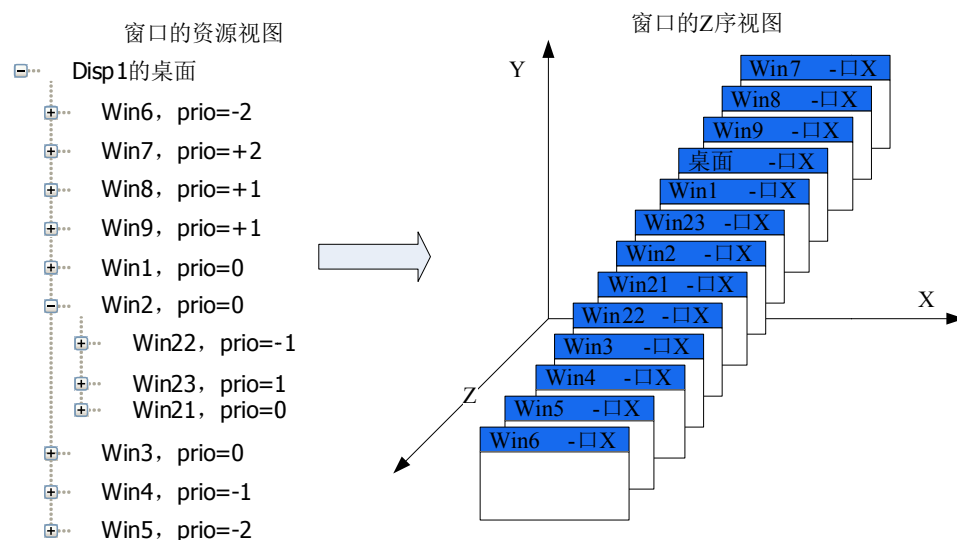 窗口的资源视图
Disp1的桌面
Win6，prio=-2
Win7，prio=+2
Win8，prio=+1
Win9，prio=+1
Win1，prio=0
Win2，prio=0
Win22，prio=-1
Win23，prio=1
Win21，prio=0
Win3，prio=0
Win4，prio=-1
Win5，prio=-2
窗口的Z序视图
Y
X
Z
Win7 -口X
Win8 -口X
Win9 -口X
桌面 -口X
Win1 -口X
Win23 -口X
Win2 -口X
Win21 -口X
Win22 -口X
Win3 -口X
Win4 -口X
Win5 -口X
Win6 -口X